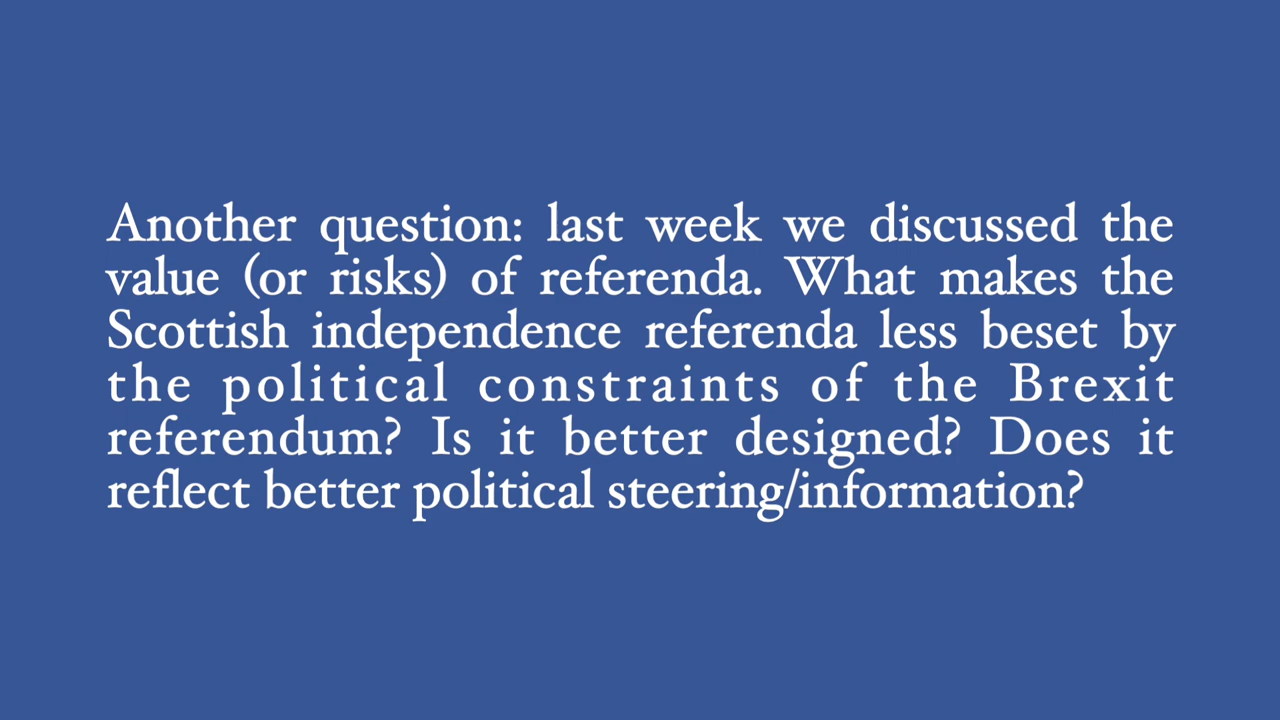 Another question: last week we discussed the
value (or risks) of referenda. What makes the
Scottish independence referenda less beset by
the political constraints of the Brexit
referendum? Is it better designed? Does it
reflect better political steering/information?